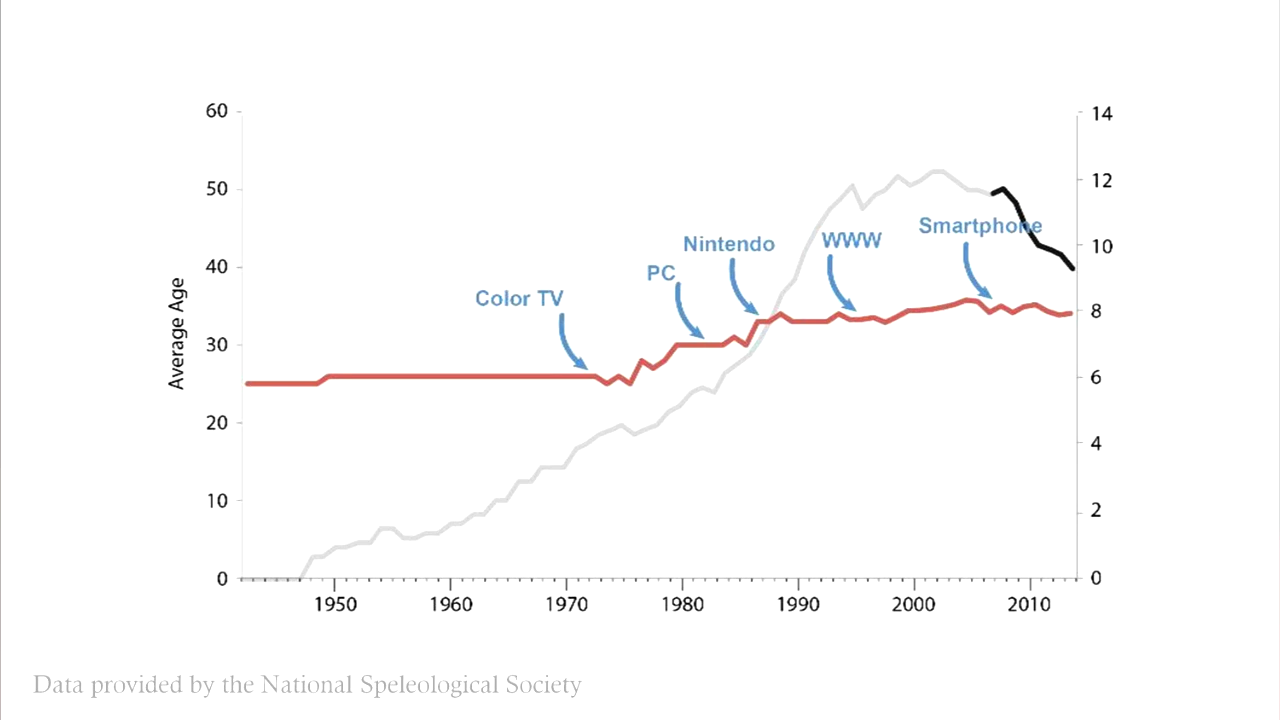 60
50
40
30
20
10
0
Average Age
14
12
10
8
6
4
2
0
Color TV
PC
Nintendo
WWW
Smartphone
1950 1960 1970 1980 1990 2000 2010
Data provided by the National Speleological Society